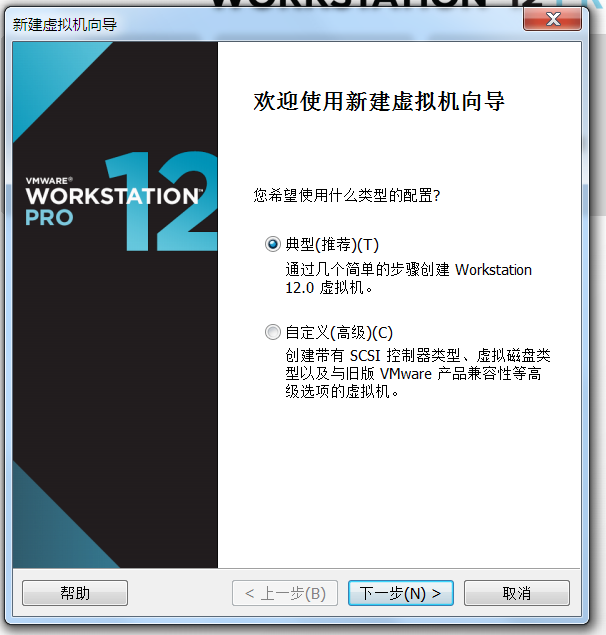 新建虚拟机向导
欢迎使用新建虚拟机向导
VMWARE®
WORKSTATION™
PRO
12
您希望使用什么类型的配置?
典型(推荐)(T)
通过几个简单的步骤创建 Workstation
12.0 虚拟机。
自定义(高级)(C)
创建带有 SCSI 控制器类型、虚拟磁盘类
型以及与旧版 VMware 产品兼容性等高
级选项的虚拟机。
帮助
< 上一步(B)
下一步(N) >
取消